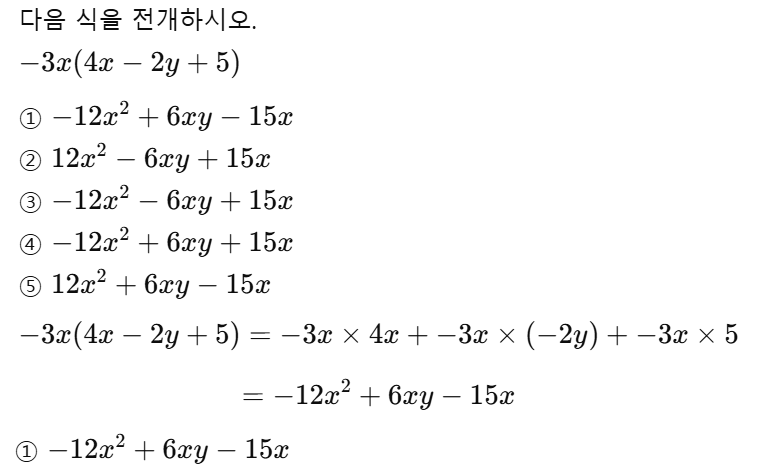 다음 식을 전개하시오.
−3x(4x − 2y + 5)
① −12x² + 6xy − 15x
② 12x² − 6xy + 15x
③ −12x² − 6xy + 15x
④ −12x² + 6xy + 15x
⑤ 12x² + 6xy − 15x
−3x(4x − 2y + 5) = −3x × 4x + −3x × (−2y) + −3x × 5
= −12x² + 6xy − 15x
① −12x² + 6xy − 15x